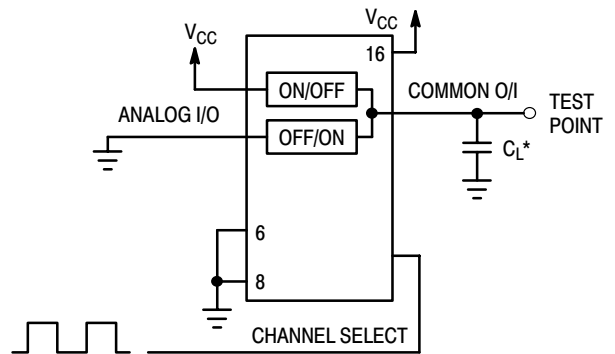 VCC
VCC
16
ON/OFF
COMMON O/I
TEST
POINT
ANALOG I/O
OFF/ON
CL*
6
8
CHANNEL SELECT